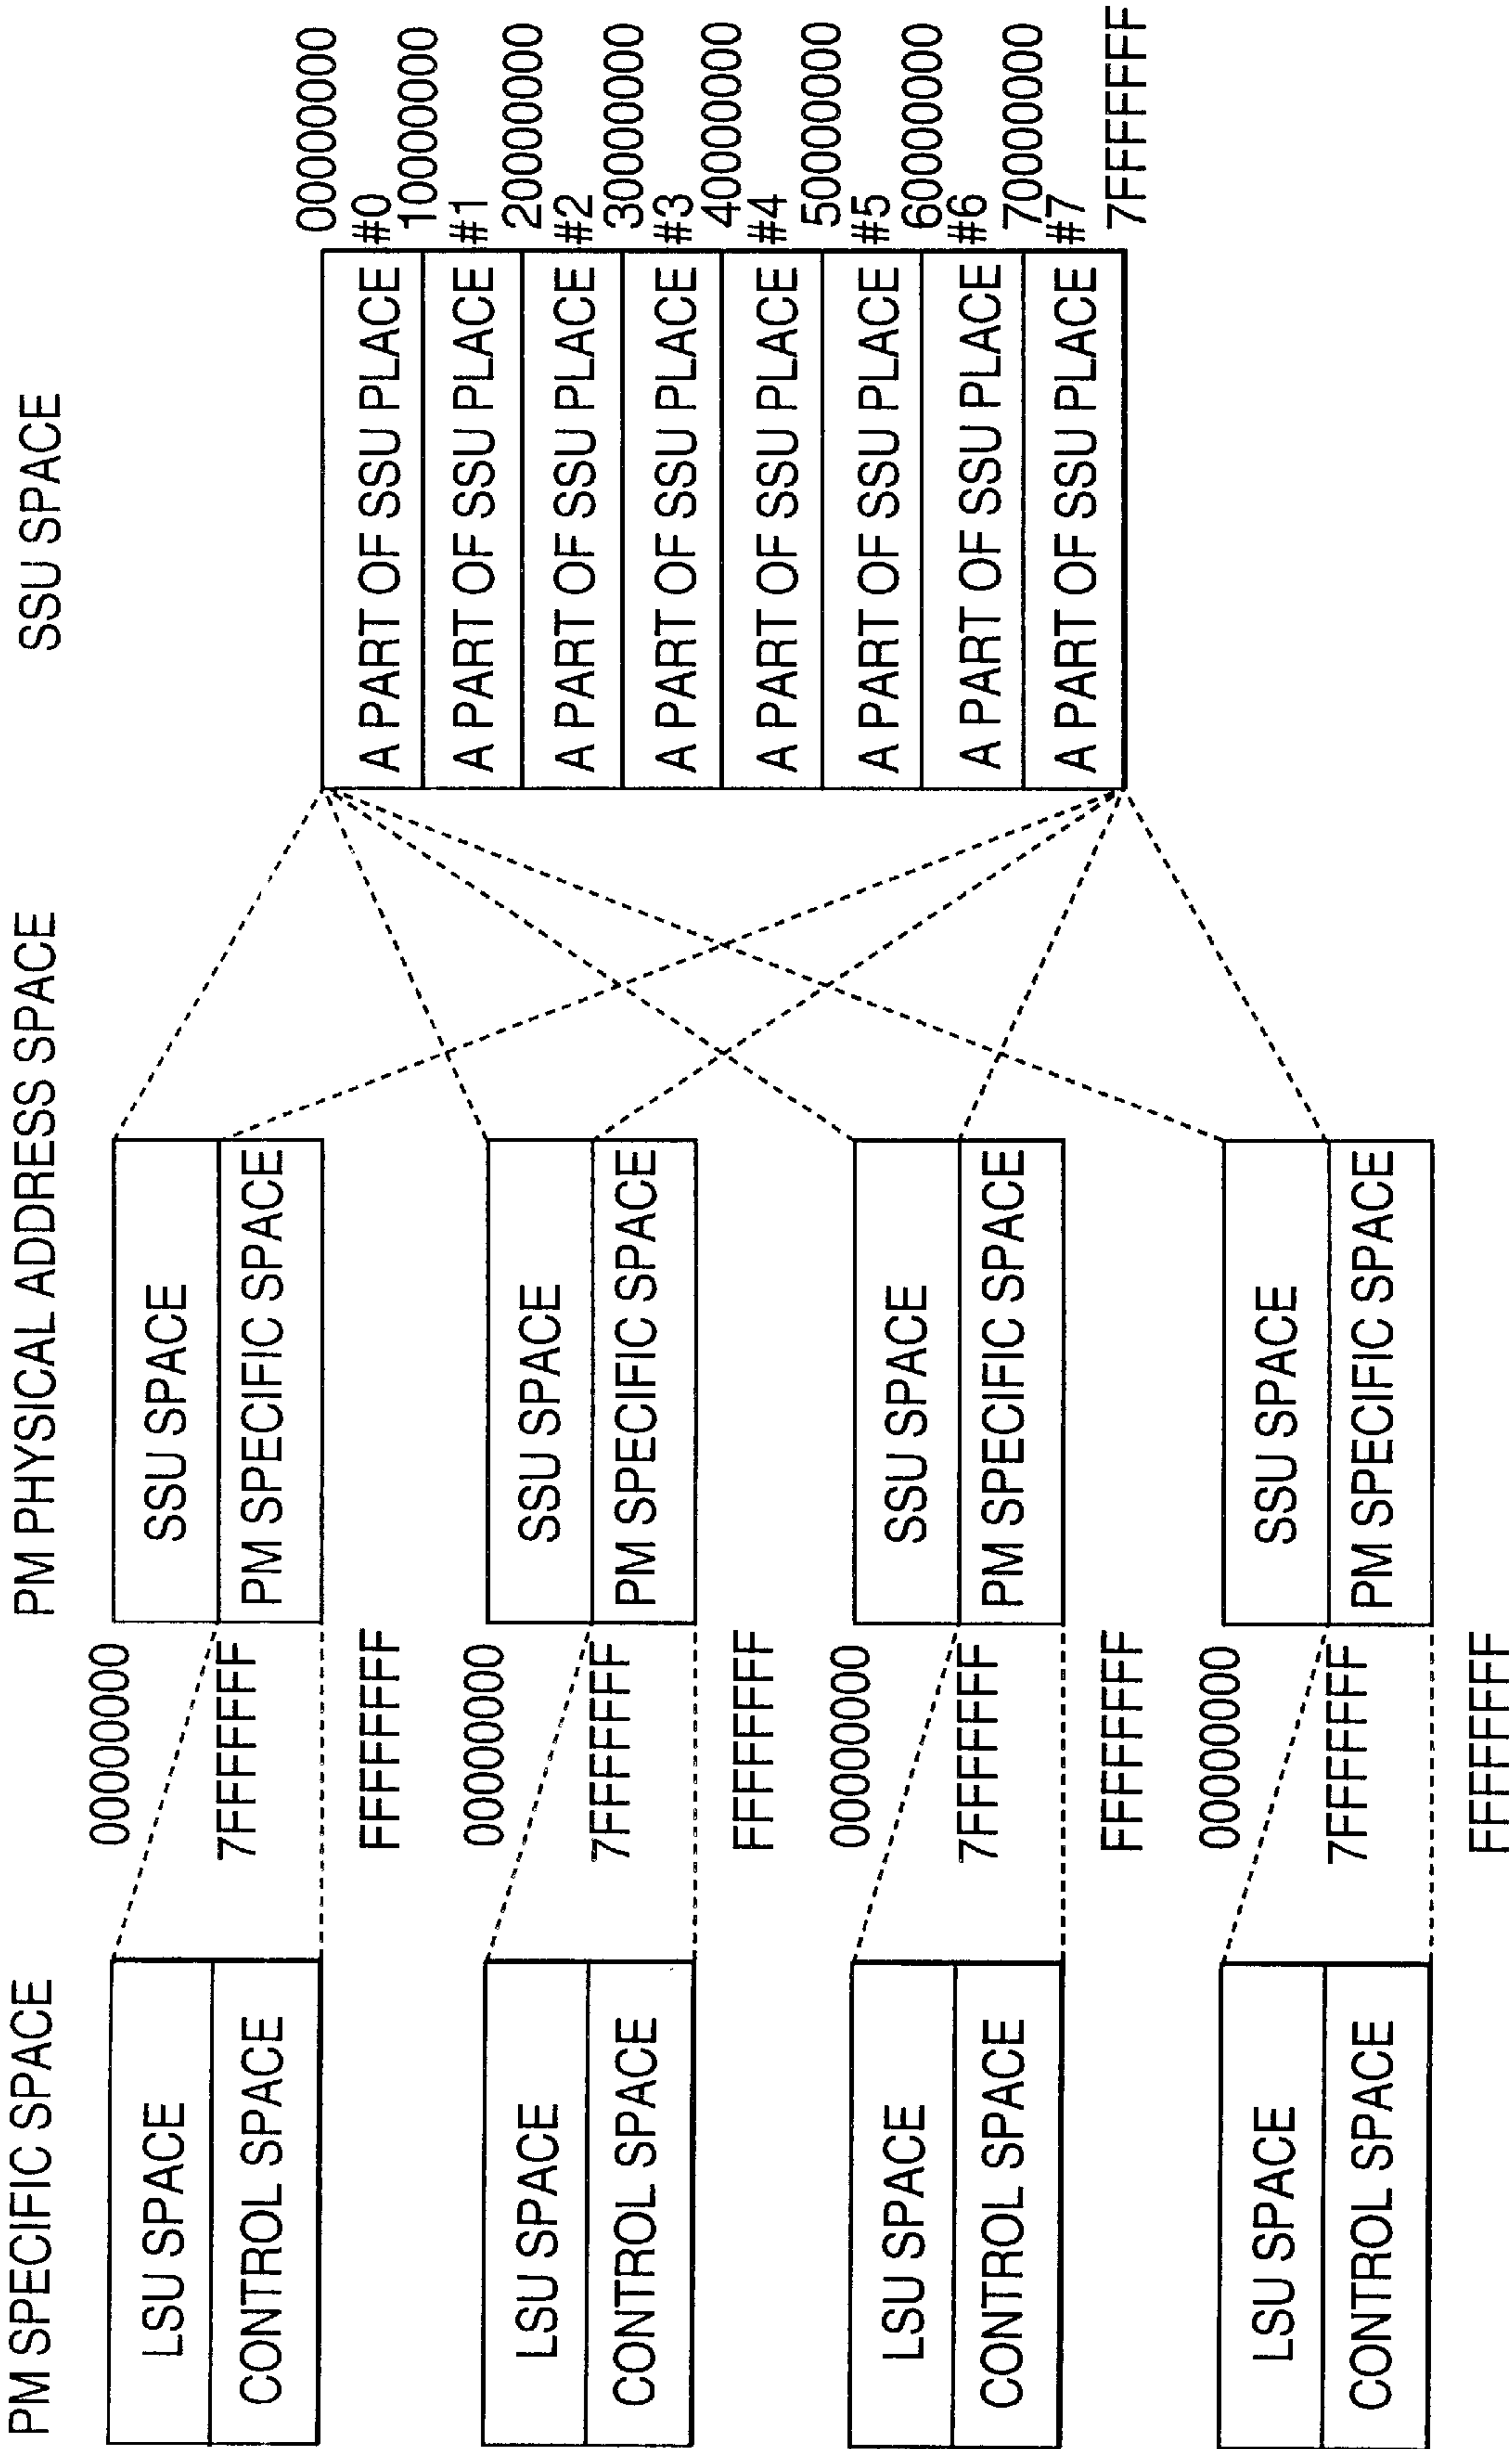 PM SPECIFIC SPACE
PM PHYSICAL ADDRESS SPACE
SSU SPACE
LSU SPACE
CONTROL SPACE
00000000
7FFFFFFF
FFFFFFFF
SSU SPACE
PM SPECIFIC SPACE
LSU SPACE
CONTROL SPACE
00000000
7FFFFFFF
FFFFFFFF
SSU SPACE
PM SPECIFIC SPACE
LSU SPACE
CONTROL SPACE
00000000
7FFFFFFF
FFFFFFFF
SSU SPACE
PM SPECIFIC SPACE
LSU SPACE
CONTROL SPACE
00000000
7FFFFFFF
FFFFFFFF
SSU SPACE
PM SPECIFIC SPACE
00000000
A PART OF SSU PLACE #0
10000000
A PART OF SSU PLACE #1
20000000
A PART OF SSU PLACE #2
30000000
A PART OF SSU PLACE #3
40000000
A PART OF SSU PLACE #4
50000000
A PART OF SSU PLACE #5
60000000
A PART OF SSU PLACE #6
70000000
A PART OF SSU PLACE #7
7FFFFFFF